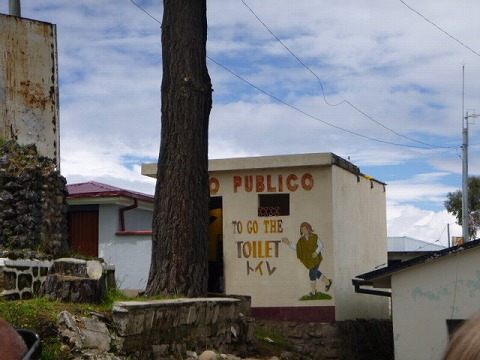 O PUBLICO
TO GO THE
TOILET
トイレ